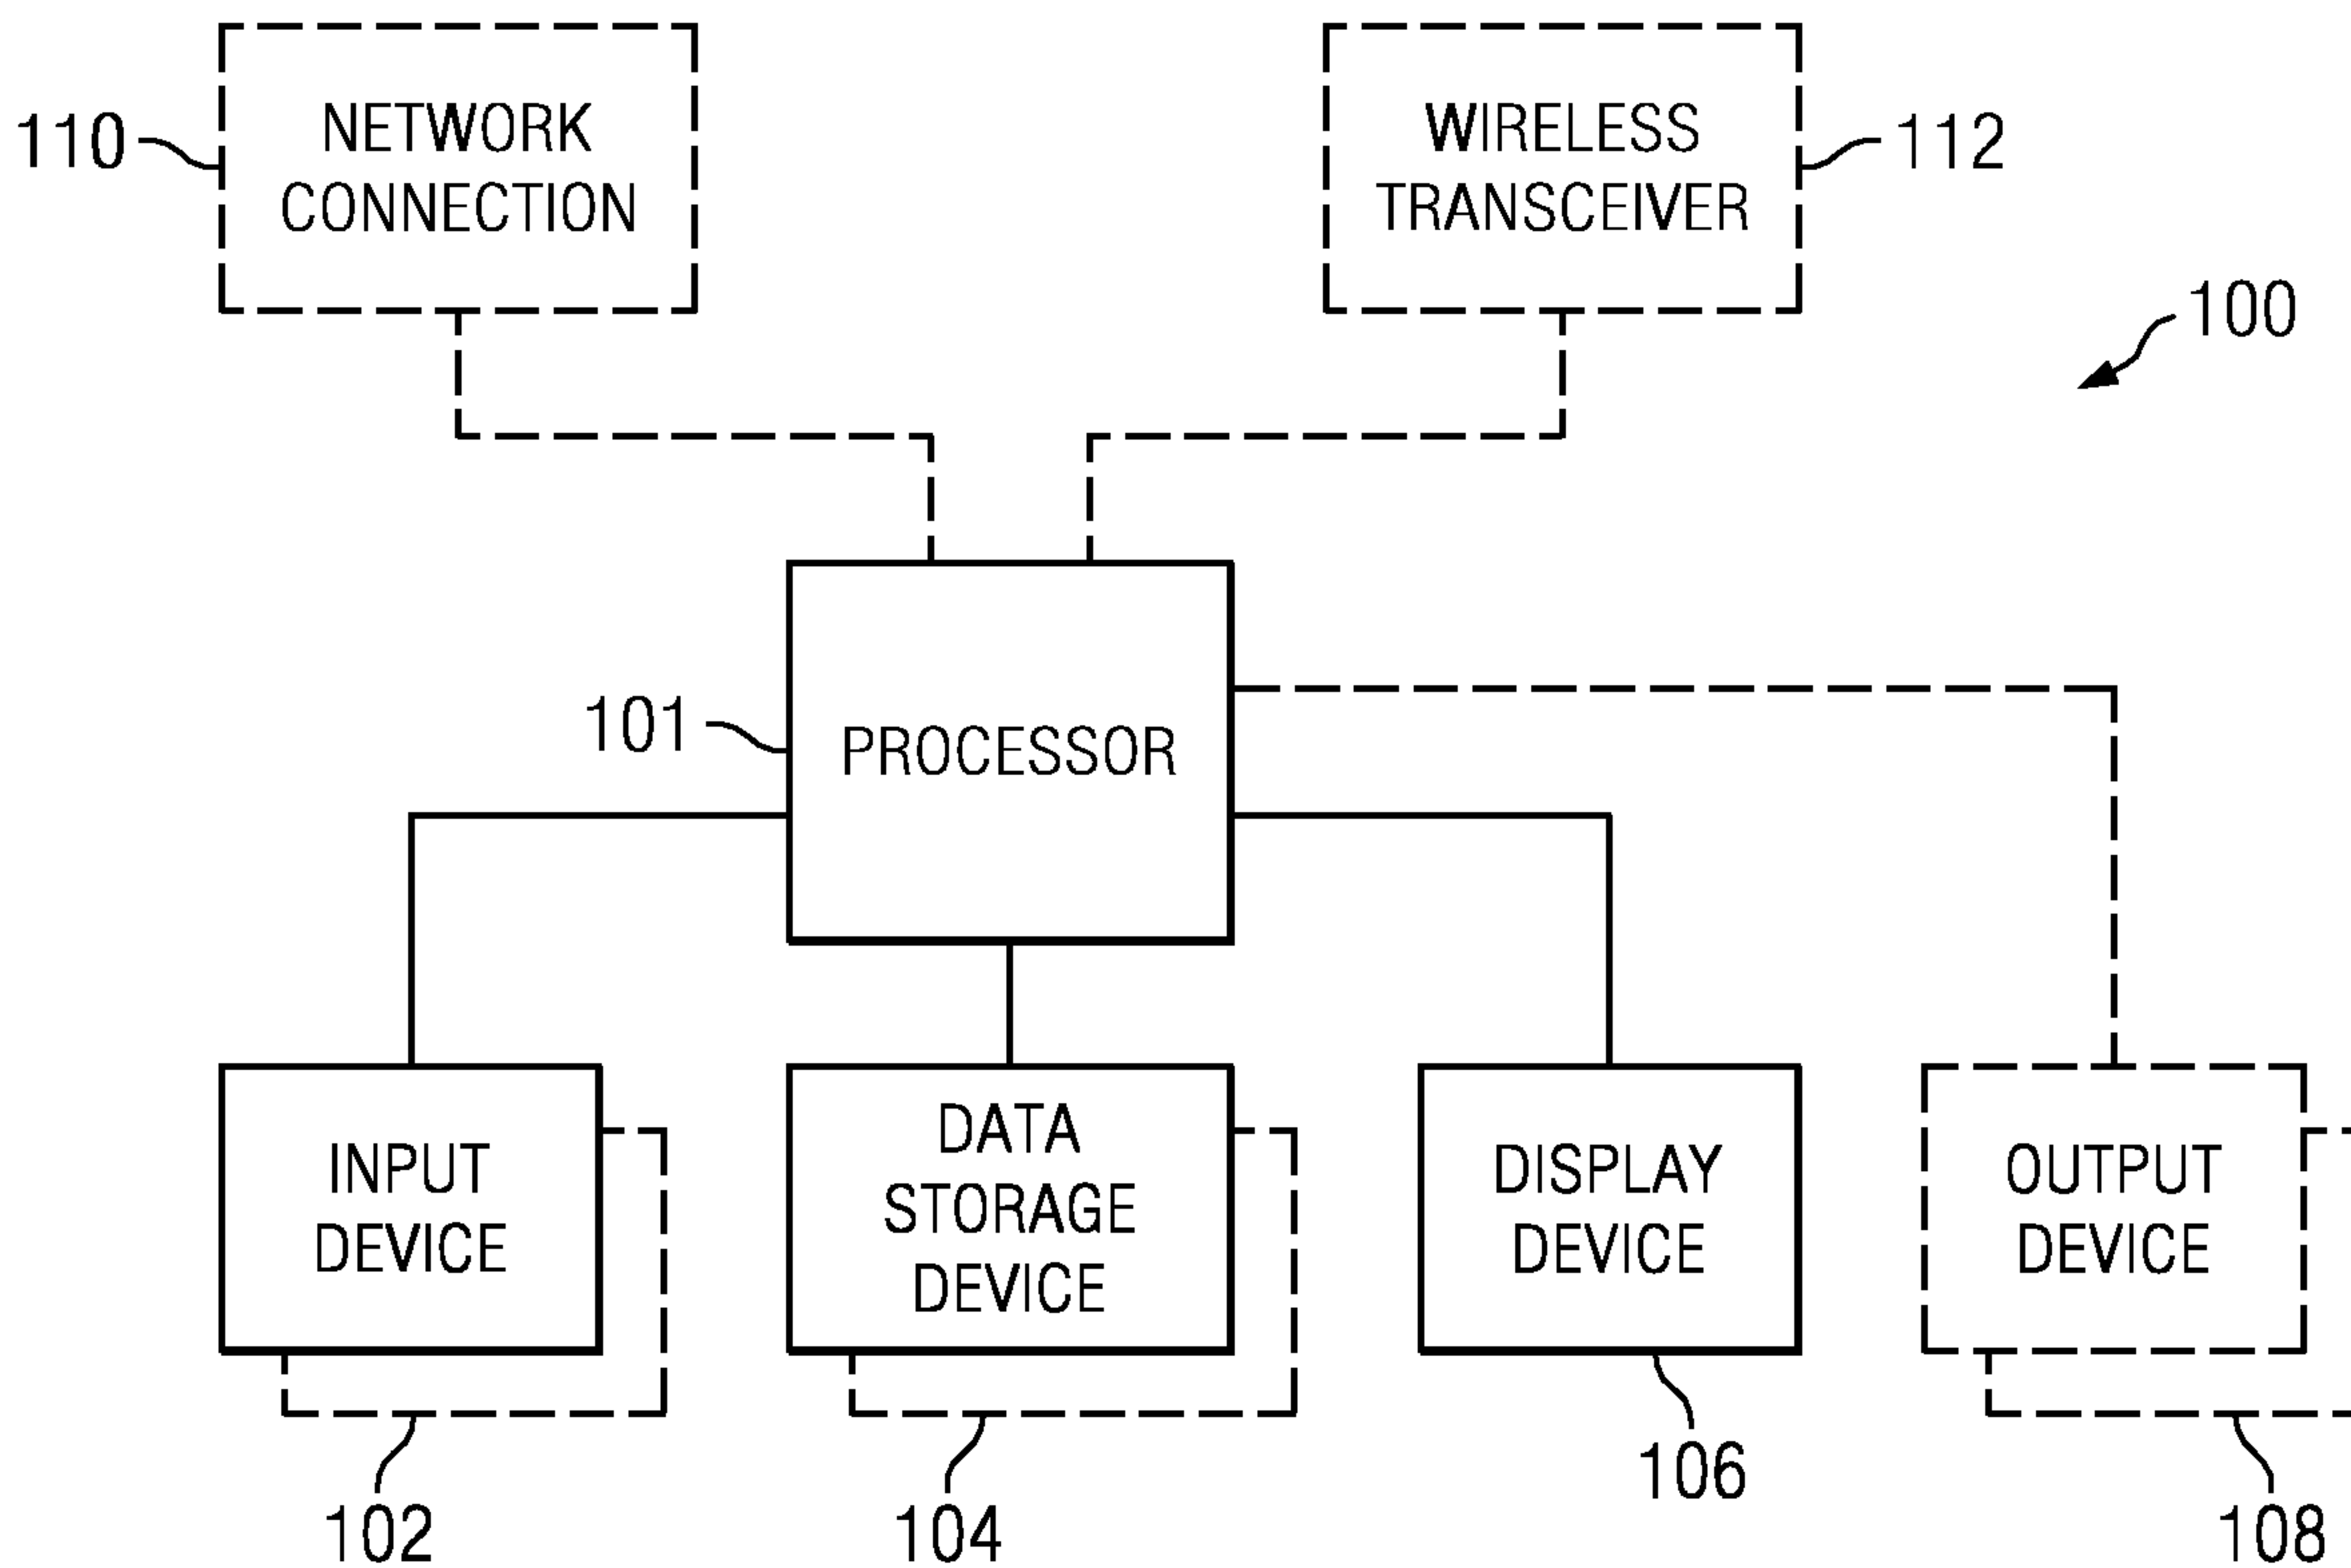 110
NETWORK
CONNECTION
WIRELESS
TRANSCEIVER
112
100
101
PROCESSOR
INPUT
DEVICE
DATA
STORAGE
DEVICE
DISPLAY
DEVICE
OUTPUT
DEVICE
102
104
106
108